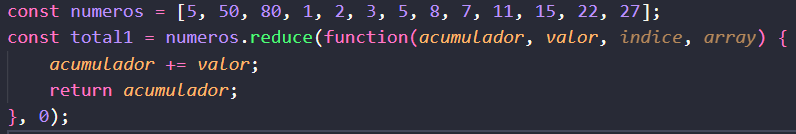 const numeros = [5, 50, 80, 1, 2, 3, 5, 8, 7, 11, 15, 22, 27];
const total1 = numeros.reduce(function(acumulador, valor, indice, array) {
    acumulador += valor;
    return acumulador;
}, 0);